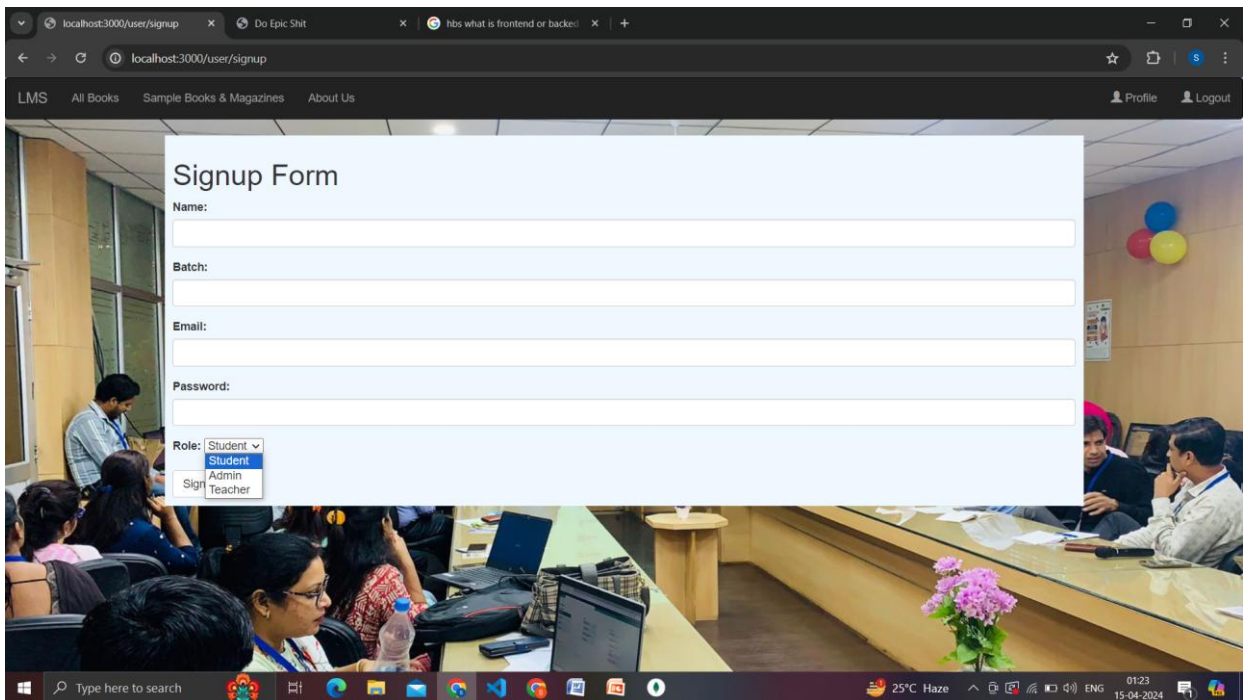 localhost:3000/user/signup
Do Epic Shit
hbs what is frontend or backed
localhost:3000/user/signup
S
LMS All Books Sample Books & Magazines About Us Profile Logout
Signup Form
Name:
Batch:
Email:
Password:
Role: Student
Student
Admin
Sign
Teacher
Type here to search
25°C Haze
ENG
01:23
15-04-2024